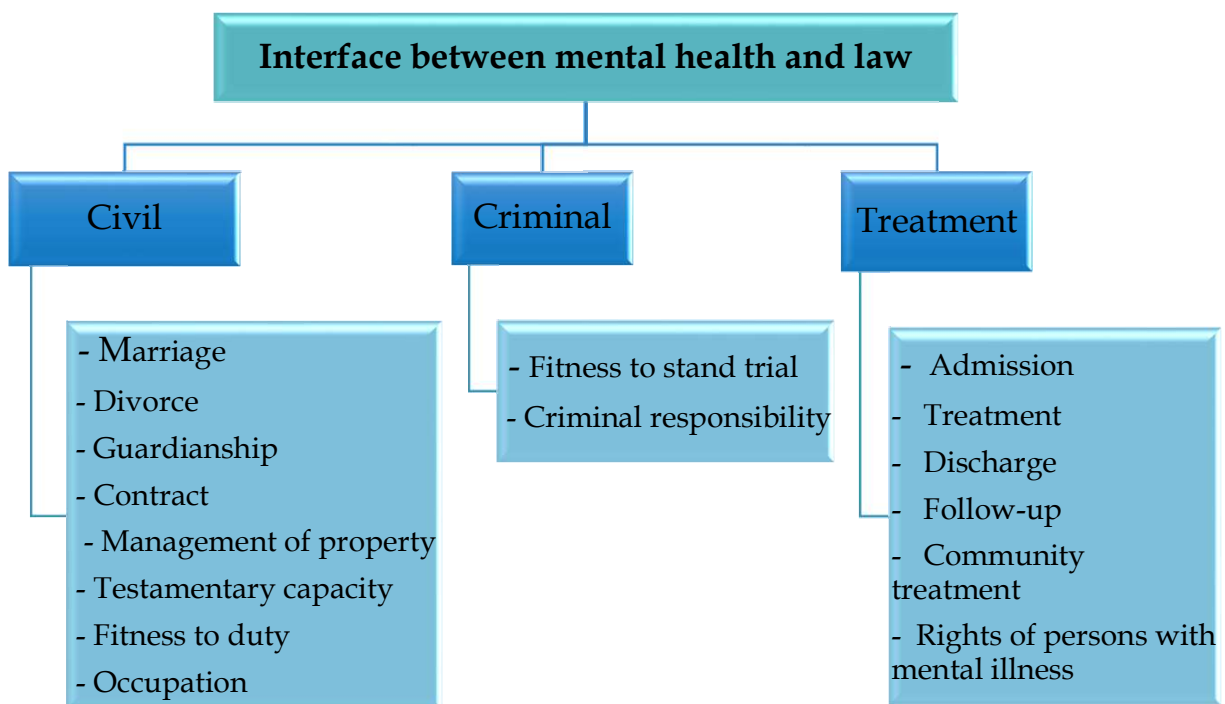 Interface between mental health and law
Civil
Criminal
Treatment
- Marriage
- Divorce
- Guardianship
- Contract
- Management of property
- Testamentary capacity
- Fitness to duty
- Occupation
- Fitness to stand trial
- Criminal responsibility
- Admission
- Treatment
- Discharge
- Follow-up
- Community
treatment
- Rights of persons with
mental illness